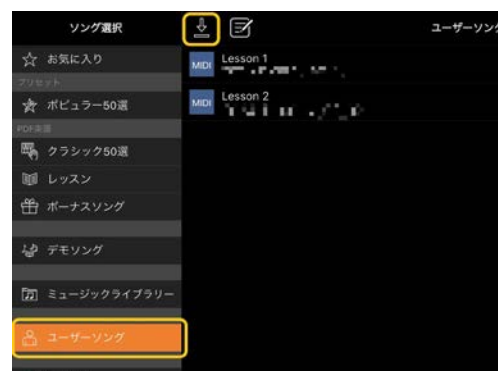 ソング選択
ユーザーソング
お気に入り
プリセット
ポピュラー50選
PDF楽譜
クラシック50選
レッスン
ボーナスソング
デモソング
ミュージックライブラリー
ユーザーソング
MIDI Lesson 1
MIDI Lesson 2